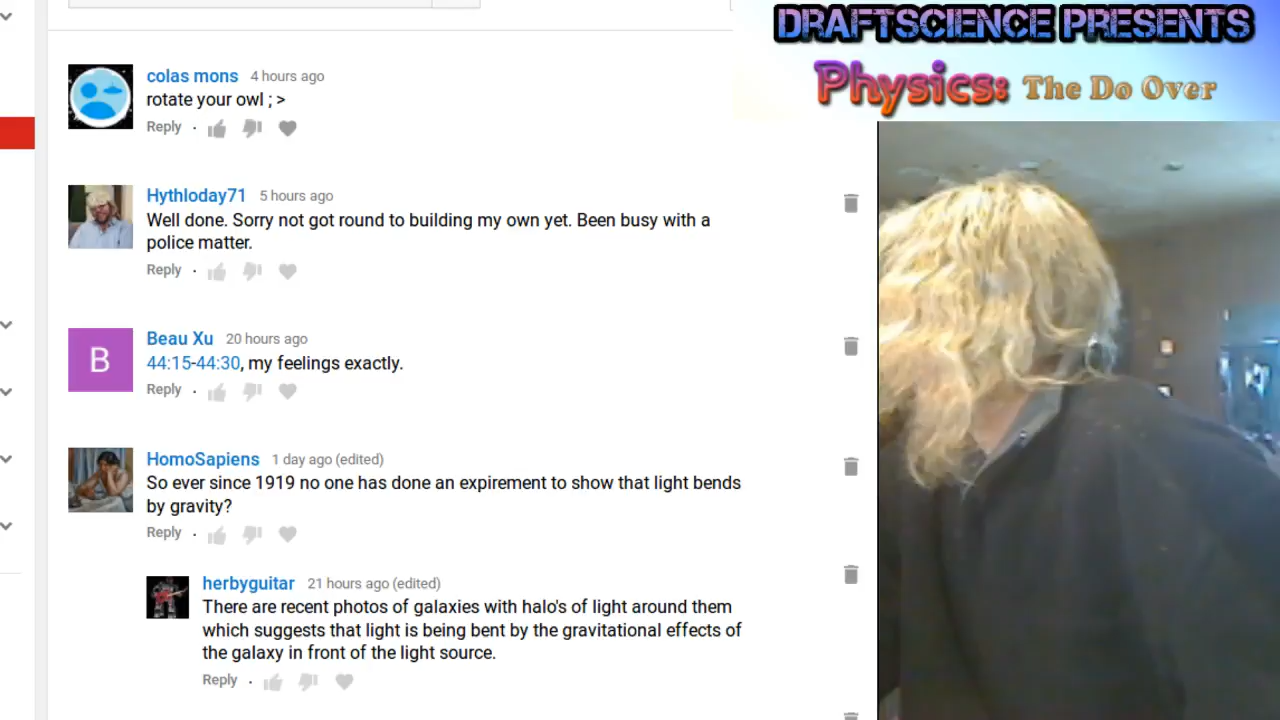 DRAFTSCIENCE PRESENTS
Physics: The Do Over
colas mons 4 hours ago
rotate your owl ; >
Reply ·
Hythloday71 5 hours ago
Well done. Sorry not got round to building my own yet. Been busy with a
police matter.
Reply ·
B
Beau Xu 20 hours ago
44:15-44:30, my feelings exactly.
Reply ·
HomoSapiens 1 day ago (edited)
So ever since 1919 no one has done an expirement to show that light bends
by gravity?
Reply ·
herbyguitar 21 hours ago (edited)
There are recent photos of galaxies with halo's of light around them
which suggests that light is being bent by the gravitational effects of
the galaxy in front of the light source.
Reply ·